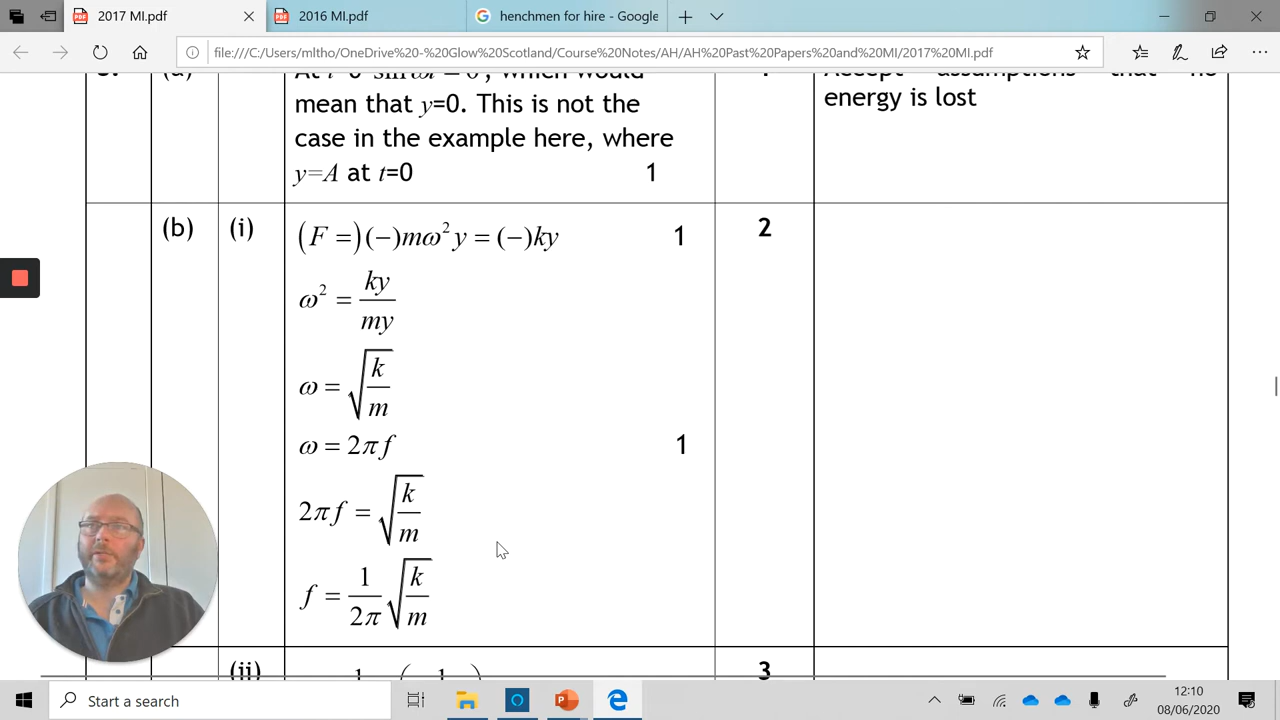 2017 MI.pdf
2016 MI.pdf
henchmen for hire - Google
file:///C:/Users/mltho/OneDrive%20-%20Glow%20Scotland/Course%20Notes/AH/AH%20Past%20Papers%20and%20MI/2017%20MI.pdf
mean that y=0. This is not the
case in the example here, where
y=A at t=0 1
energy is lost
(b) (i) (F =)(−)mω²y = (−)ky 1 2
ω² = ky/my
ω = √(k/m)
ω = 2πf 1
2πf = √(k/m)
f = 1/2π √(k/m)
(ii) 3
Start a search
12:10
08/06/2020